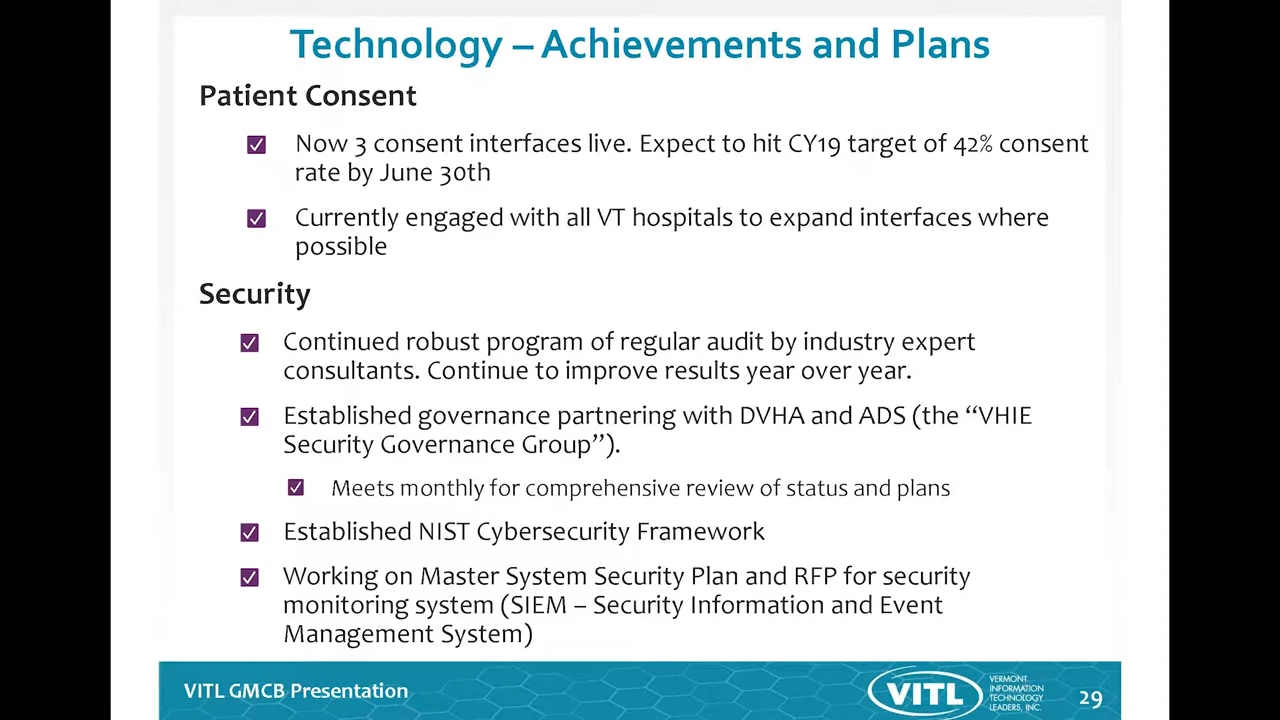 Technology – Achievements and Plans
Patient Consent
Now 3 consent interfaces live. Expect to hit CY19 target of 42% consent
rate by June 30th
Currently engaged with all VT hospitals to expand interfaces where
possible
Security
Continued robust program of regular audit by industry expert
consultants. Continue to improve results year over year.
Established governance partnering with DVHA and ADS (the “VHIE
Security Governance Group”).
Meets monthly for comprehensive review of status and plans
Established NIST Cybersecurity Framework
Working on Master System Security Plan and RFP for security
monitoring system (SIEM – Security Information and Event
Management System)
VITL GMCB Presentation
VITL
VERMONT
INFORMATION
TECHNOLOGY
LEADERS, INC.
29